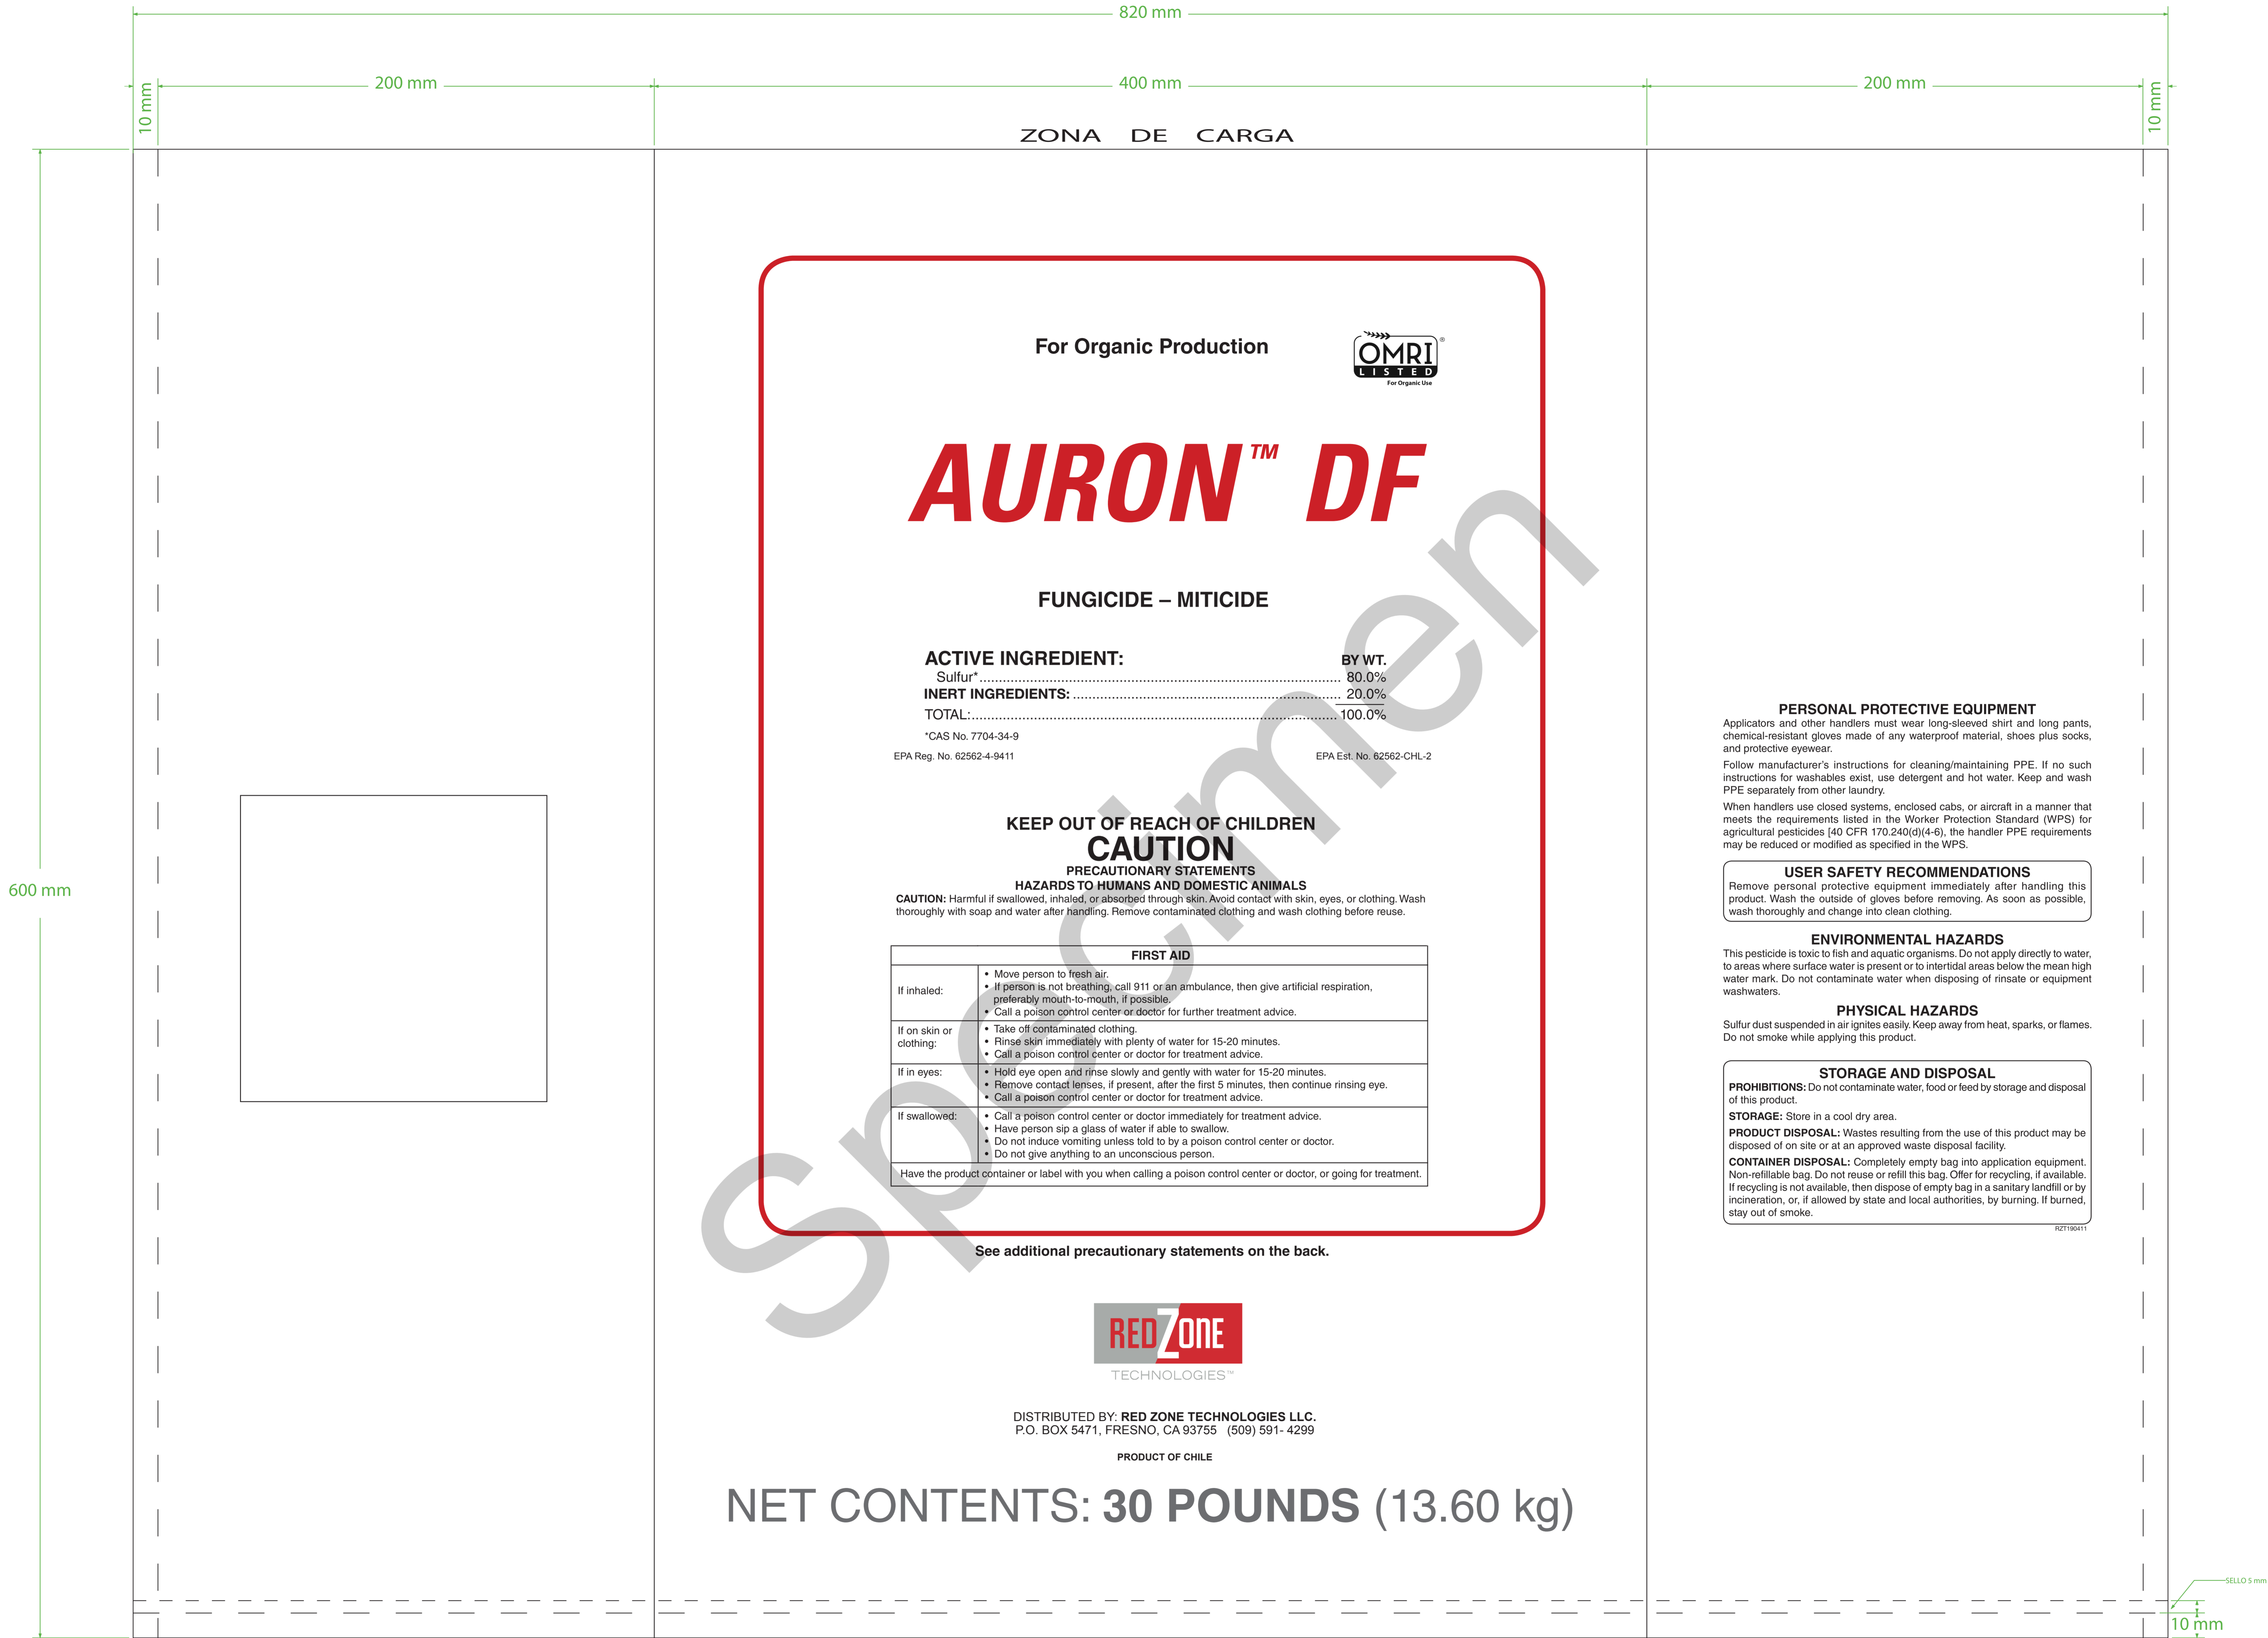 820 mm
200 mm
400 mm
200 mm
10 mm
10 mm
ZONA DE CARGA
600 mm
For Organic Production
OMRI ®
LISTED
For Organic Use
AURON™ DF
FUNGICIDE – MITICIDE
ACTIVE INGREDIENT: BY WT.
Sulfur*........................................................ 80.0%
INERT INGREDIENTS: ........................................................ 20.0%
TOTAL:........................................................ 100.0%
*CAS No. 7704-34-9
EPA Reg. No. 62562-4-9411 EPA Est. No. 62562-CHL-2
KEEP OUT OF REACH OF CHILDREN
CAUTION
PRECAUTIONARY STATEMENTS
HAZARDS TO HUMANS AND DOMESTIC ANIMALS
CAUTION: Harmful if swallowed, inhaled, or absorbed through skin. Avoid contact with skin, eyes, or clothing. Wash
thoroughly with soap and water after handling. Remove contaminated clothing and wash clothing before reuse.
FIRST AID
If inhaled:
• Move person to fresh air.
• If person is not breathing, call 911 or an ambulance, then give artificial respiration,
preferably mouth-to-mouth, if possible.
• Call a poison control center or doctor for further treatment advice.
If on skin or
clothing:
• Take off contaminated clothing.
• Rinse skin immediately with plenty of water for 15-20 minutes.
• Call a poison control center or doctor for treatment advice.
If in eyes:
• Hold eye open and rinse slowly and gently with water for 15-20 minutes.
• Remove contact lenses, if present, after the first 5 minutes, then continue rinsing eye.
• Call a poison control center or doctor for treatment advice.
If swallowed:
• Call a poison control center or doctor immediately for treatment advice.
• Have person sip a glass of water if able to swallow.
• Do not induce vomiting unless told to by a poison control center or doctor.
• Do not give anything to an unconscious person.
Have the product container or label with you when calling a poison control center or doctor, or going for treatment.
See additional precautionary statements on the back.
REDZONE
TECHNOLOGIES™
DISTRIBUTED BY: RED ZONE TECHNOLOGIES LLC.
P.O. BOX 5471, FRESNO, CA 93755 (509) 591- 4299
PRODUCT OF CHILE
NET CONTENTS: 30 POUNDS (13.60 kg)
Specimen
PERSONAL PROTECTIVE EQUIPMENT
Applicators and other handlers must wear long-sleeved shirt and long pants,
chemical-resistant gloves made of any waterproof material, shoes plus socks,
and protective eyewear.
Follow manufacturer's instructions for cleaning/maintaining PPE. If no such
instructions for washables exist, use detergent and hot water. Keep and wash
PPE separately from other laundry.
When handlers use closed systems, enclosed cabs, or aircraft in a manner that
meets the requirements listed in the Worker Protection Standard (WPS) for
agricultural pesticides [40 CFR 170.240(d)(4-6), the handler PPE requirements
may be reduced or modified as specified in the WPS.
USER SAFETY RECOMMENDATIONS
Remove personal protective equipment immediately after handling this
product. Wash the outside of gloves before removing. As soon as possible,
wash thoroughly and change into clean clothing.
ENVIRONMENTAL HAZARDS
This pesticide is toxic to fish and aquatic organisms. Do not apply directly to water,
to areas where surface water is present or to intertidal areas below the mean high
water mark. Do not contaminate water when disposing of rinsate or equipment
washwaters.
PHYSICAL HAZARDS
Sulfur dust suspended in air ignites easily. Keep away from heat, sparks, or flames.
Do not smoke while applying this product.
STORAGE AND DISPOSAL
PROHIBITIONS: Do not contaminate water, food or feed by storage and disposal
of this product.
STORAGE: Store in a cool dry area.
PRODUCT DISPOSAL: Wastes resulting from the use of this product may be
disposed of on site or at an approved waste disposal facility.
CONTAINER DISPOSAL: Completely empty bag into application equipment.
Non-refillable bag. Do not reuse or refill this bag. Offer for recycling, if available.
If recycling is not available, then dispose of empty bag in a sanitary landfill or by
incineration, or, if allowed by state and local authorities, by burning. If burned,
stay out of smoke.
RZT190411
SELLO 5 mm
10 mm